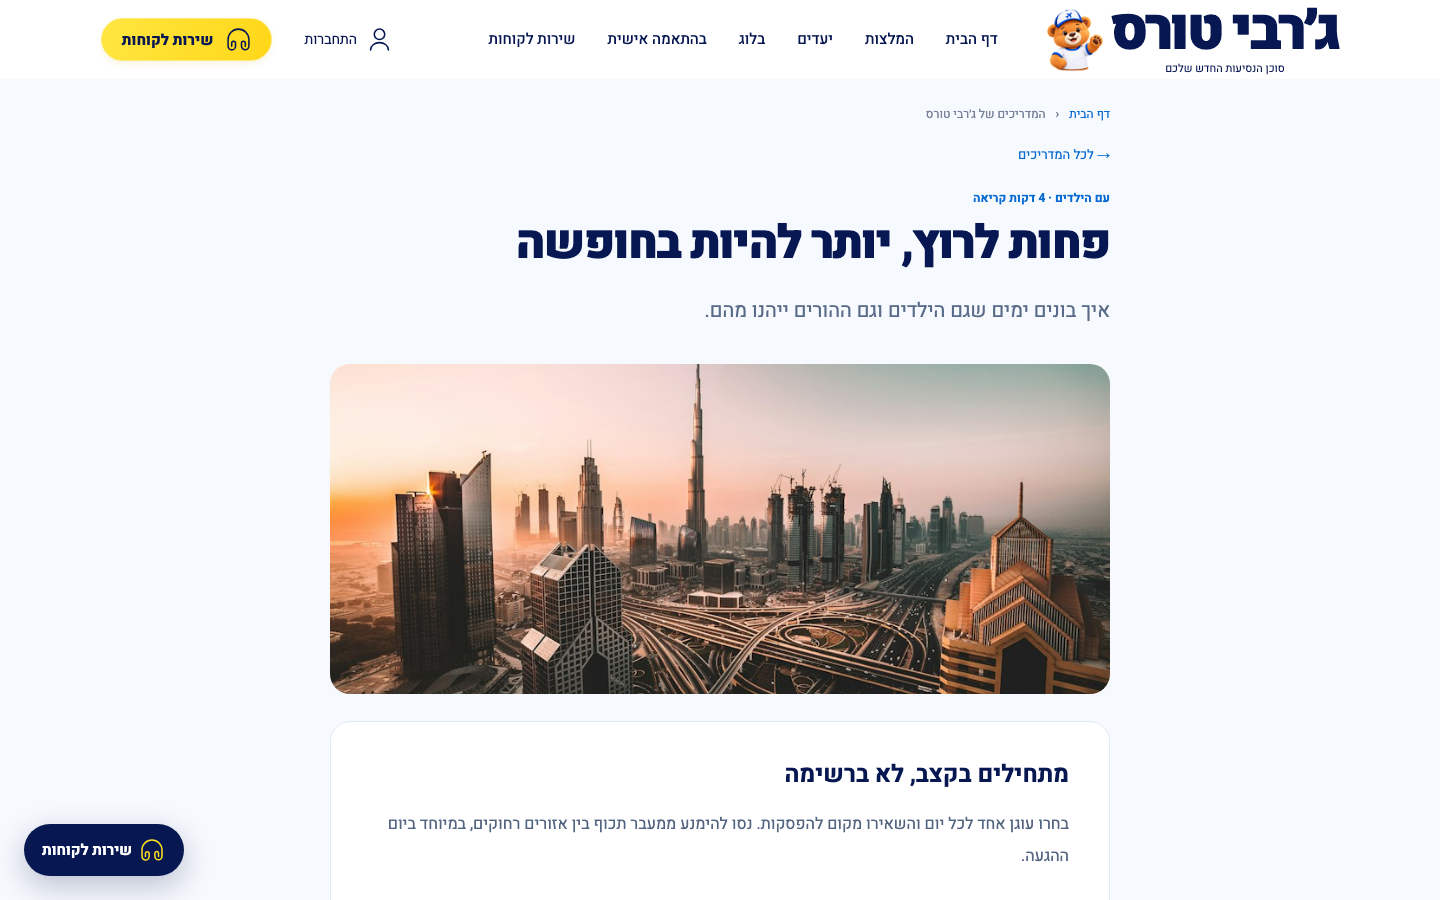 ג'רבי טורס
סוכן הנסיעות החדש שלכם
דף הבית
המלצות
יעדים
בלוג
בהתאמה אישית
שירות לקוחות
התחברות
שירות לקוחות
דף הבית › המדריכים של ג'רבי טורס
→ לכל המדריכים
עם הילדים · 4 דקות קריאה
פחות לרוץ, יותר להיות בחופשה
איך בונים ימים שגם הילדים וגם ההורים ייהנו מהם.
מתחילים בקצב, לא ברשימה
בחרו עוגן אחד לכל יום והשאירו מקום להפסקות. נסו להימנע ממעבר תכוף בין אזורים רחוקים, במיוחד ביום
ההגעה.
שירות לקוחות